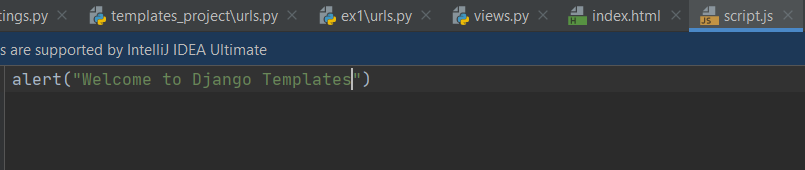 tings.py templates_project\urls.py ex1\urls.py views.py index.html script.js
s are supported by IntelliJ IDEA Ultimate
alert("Welcome to Django Templates")